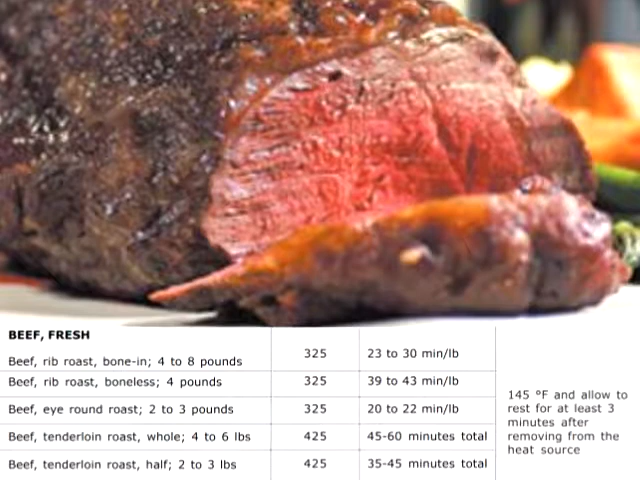 BEEF, FRESH
Beef, rib roast, bone-in; 4 to 8 pounds 325 23 to 30 min/lb
Beef, rib roast, boneless; 4 pounds 325 39 to 43 min/lb
Beef, eye round roast; 2 to 3 pounds 325 20 to 22 min/lb
Beef, tenderloin roast, whole; 4 to 6 lbs 425 45-60 minutes total
Beef, tenderloin roast, half; 2 to 3 lbs 425 35-45 minutes total
145 °F and allow to
rest for at least 3
minutes after
removing from the
heat source